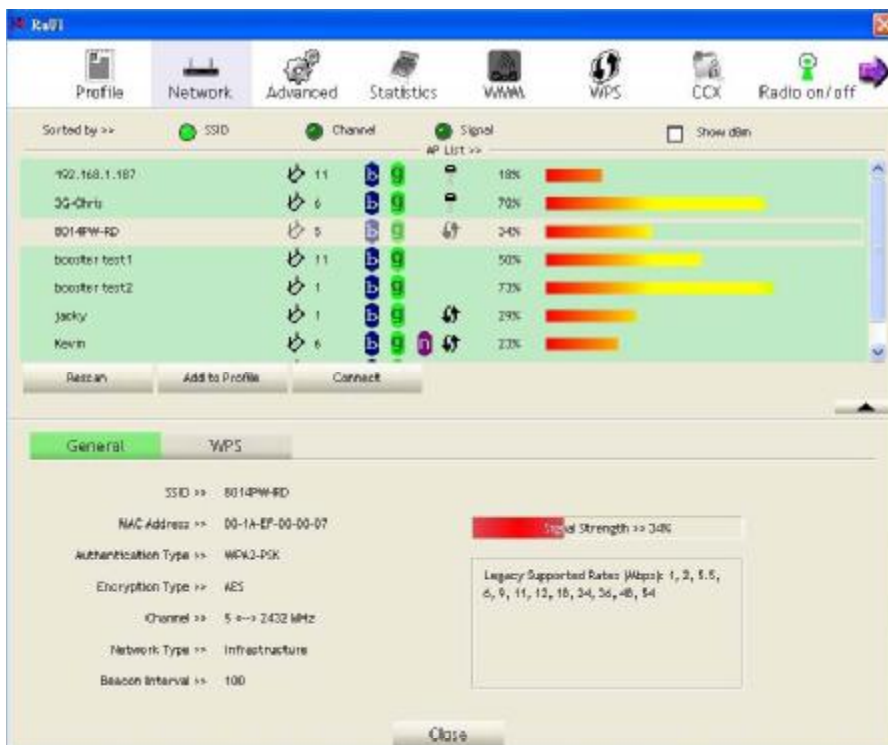 RaUI
Profile Network Advanced Statistics WMM WPS CCX Radio on/off
Sorted by >> SSID Channel Signal Show dBm
AP List >>
192.168.1.187 11 b g 18%
3G-Chris 6 b g 70%
8014PW-RD 5 b g 34%
booster test1 11 b g 50%
booster test2 1 b g 73%
jacky 1 b g 29%
Kevin 6 b g n 23%
Rescan Add to Profile Connect
General WPS
SSID >> 8014PW-RD
MAC Address >> 00-1A-EF-00-00-07
Signal Strength >> 34%
Authentication Type >> WPA2-PSK
Legacy Supported Rates (Mbps): 1, 2, 5.5,
6, 9, 11, 12, 18, 24, 36, 48, 54
Encryption Type >> AES
Channel >> 5 <--> 2432 MHz
Network Type >> Infrastructure
Beacon Interval >> 100
Close